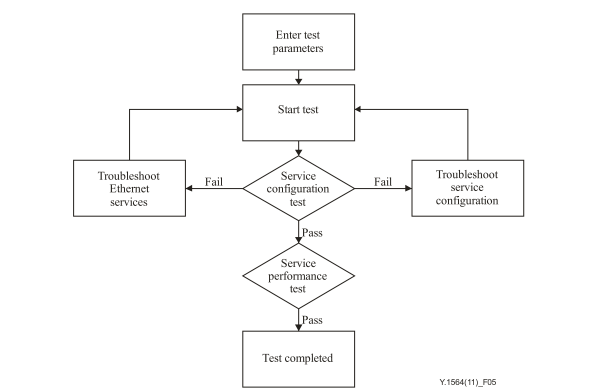 Enter test
parameters
Start test
Troubleshoot
Ethernet
services
Fail
Service
configuration
test
Fail
Troubleshoot
service
configuration
Pass
Service
performance
test
Pass
Test completed
Y.1564(11)_F05